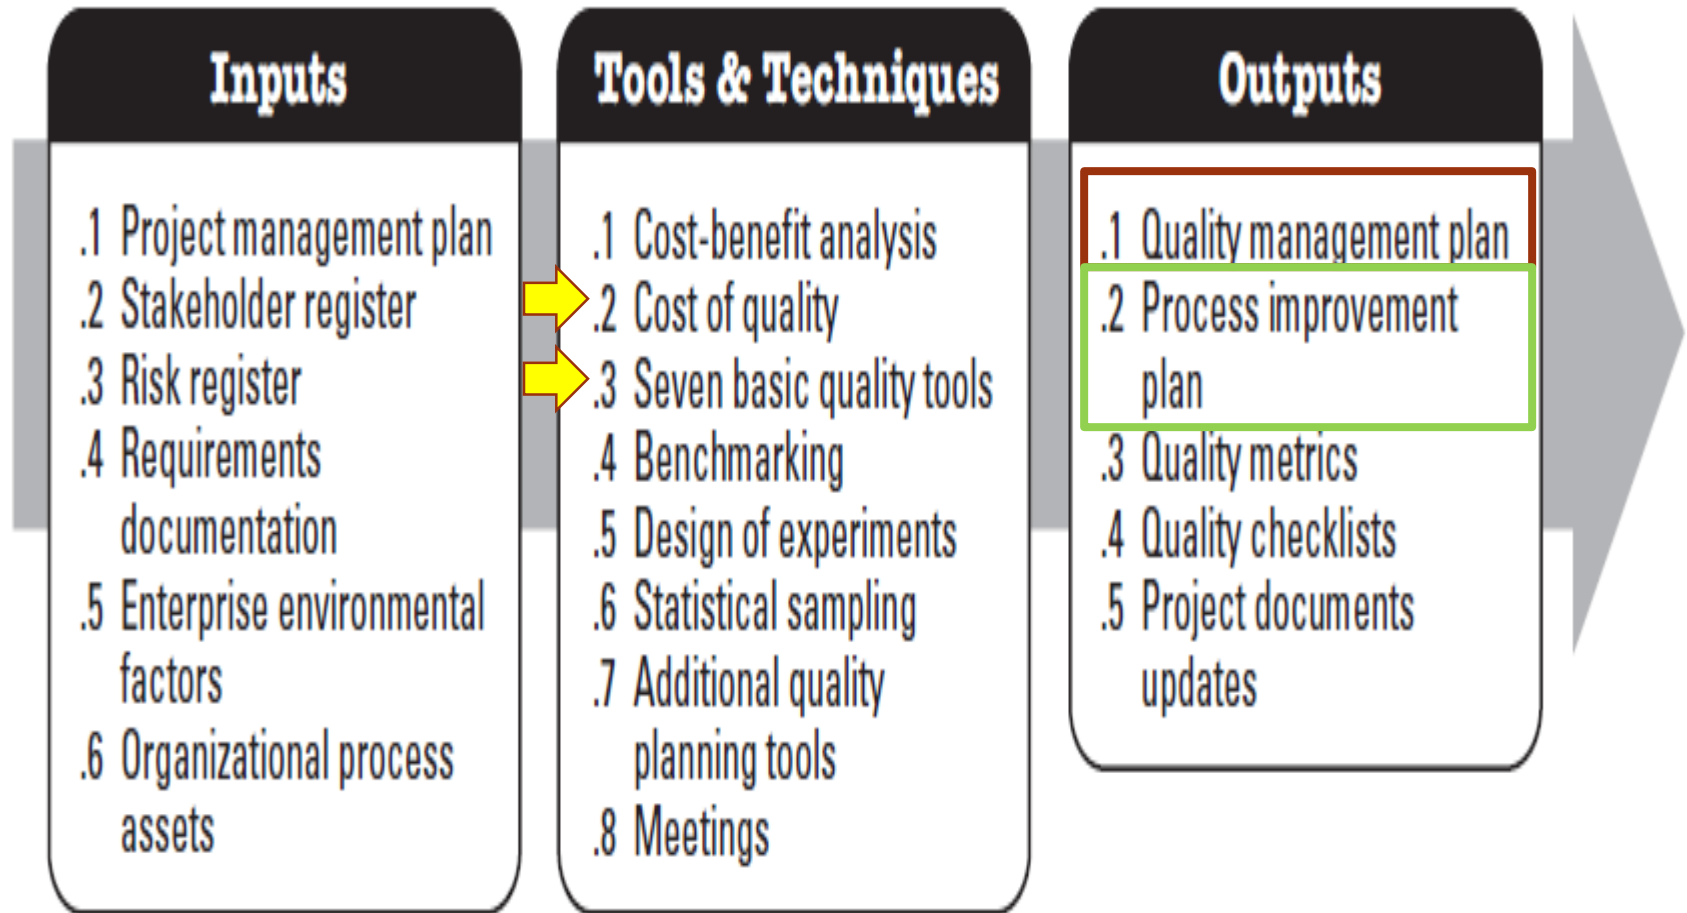 Inputs
.1 Project management plan
.2 Stakeholder register
.3 Risk register
.4 Requirements
documentation
.5 Enterprise environmental
factors
.6 Organizational process
assets
Tools & Techniques
.1 Cost-benefit analysis
.2 Cost of quality
.3 Seven basic quality tools
.4 Benchmarking
.5 Design of experiments
.6 Statistical sampling
.7 Additional quality
planning tools
.8 Meetings
Outputs
.1 Quality management plan
.2 Process improvement
plan
.3 Quality metrics
.4 Quality checklists
.5 Project documents
updates